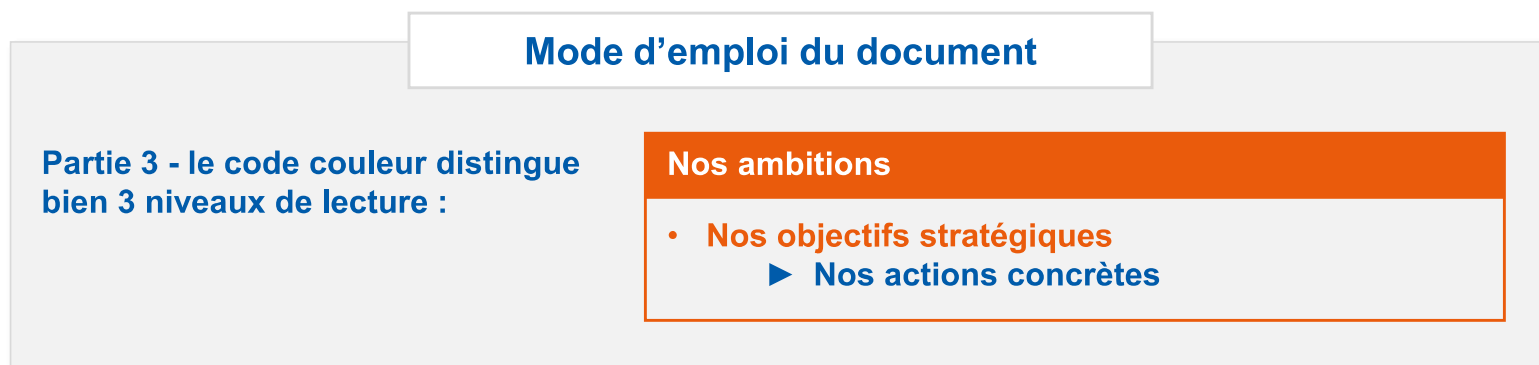 Mode d’emploi du document
Partie 3 - le code couleur distingue
bien 3 niveaux de lecture :
Nos ambitions
• Nos objectifs stratégiques
► Nos actions concrètes